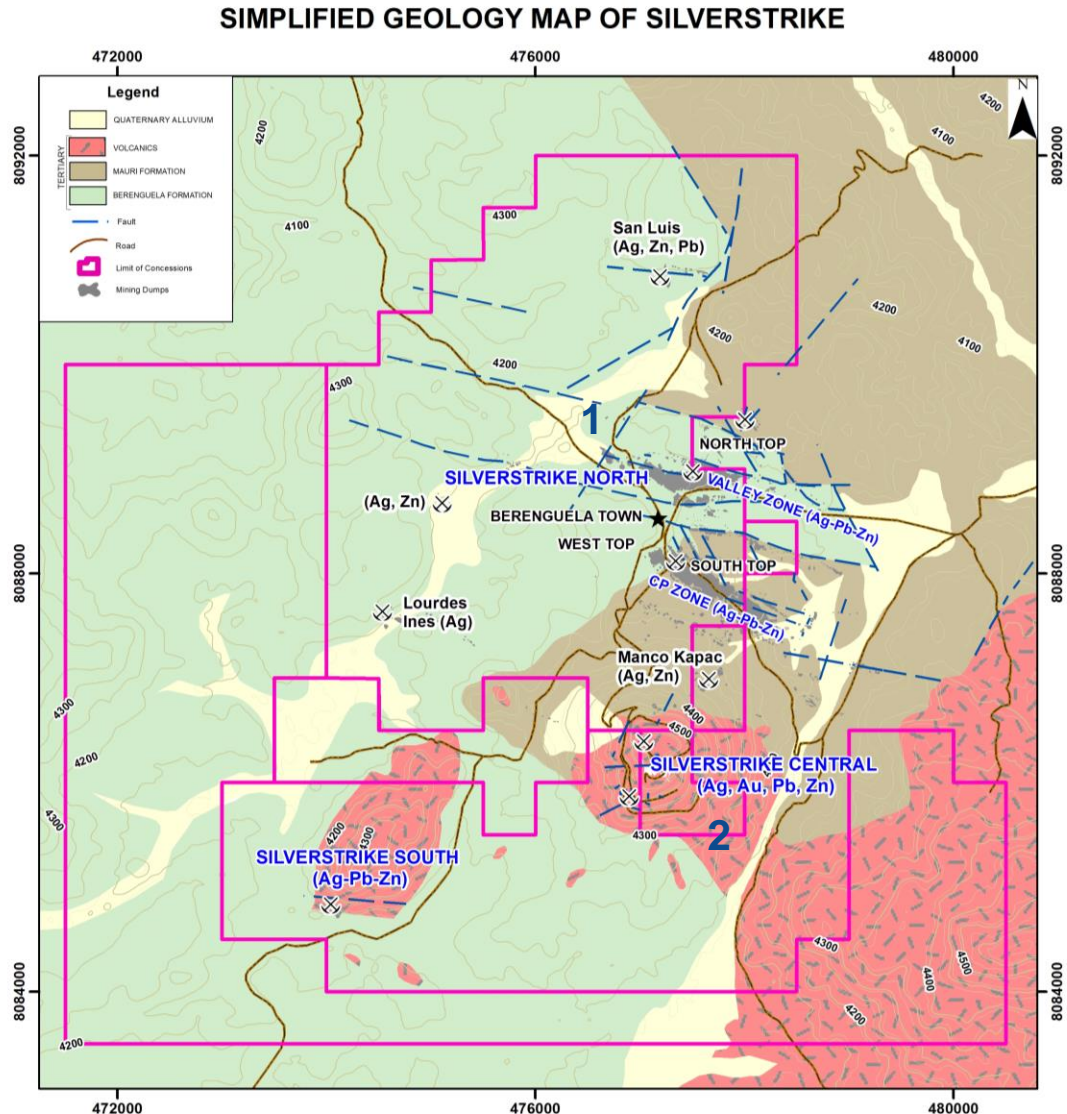 SIMPLIFIED GEOLOGY MAP OF SILVERSTRIKE
472000
476000
480000
Legend
QUATERNARY ALLUVIUM
TERTIARY
VOLCANICS
MAURI FORMATION
BERENGUELA FORMATION
Fault
Road
Limit of Concessions
Mining Dumps
N
4200
4200
4100
8092000
8092000
4100
4300
San Luis
(Ag, Zn, Pb)
4200
4200
4100
4200
4300
1
NORTH TOP
SILVERSTRIKE NORTH
VALLEY ZONE (Ag-Pb-Zn)
(Ag, Zn)
BERENGUELA TOWN
WEST TOP
SOUTH TOP
8088000
8088000
CP ZONE (Ag-Pb-Zn)
Lourdes
Ines (Ag)
Manco Kapac
(Ag, Zn)
4300
4400
4500
4200
SILVERSTRIKE CENTRAL
(Ag, Au, Pb, Zn)
4300
4200
4300
4300
2
SILVERSTRIKE SOUTH
(Ag-Pb-Zn)
4300
4500
4400
8084000
8084000
4200
4200
472000
476000
480000